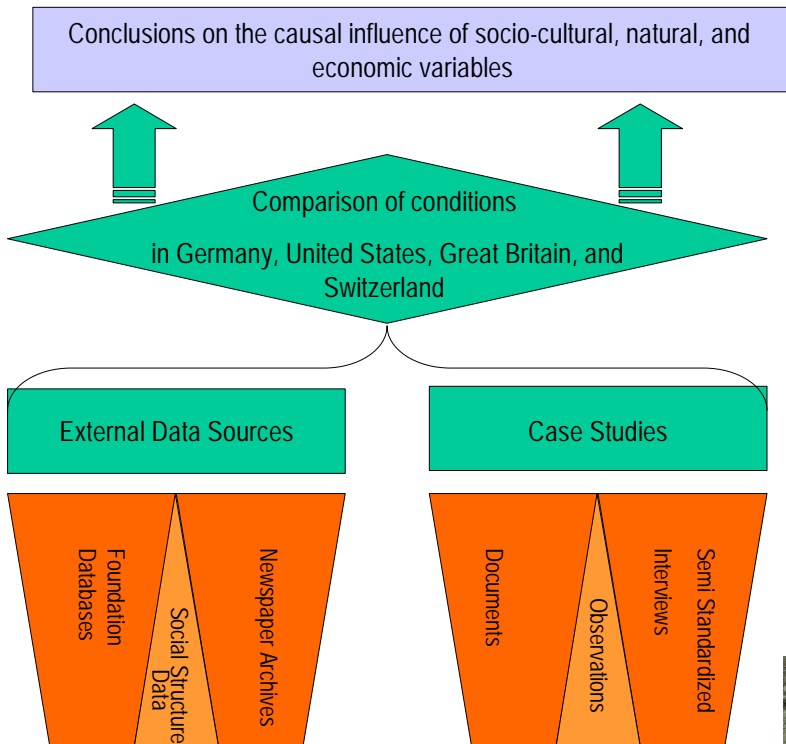 Conclusions on the causal influence of socio-cultural, natural, and
economic variables
Comparison of conditions
in Germany, United States, Great Britain, and
Switzerland
External Data Sources
Case Studies
Foundation
Databases
Social Structure
Data
Newspaper Archives
Documents
Observations
Semi Standardized
Interviews